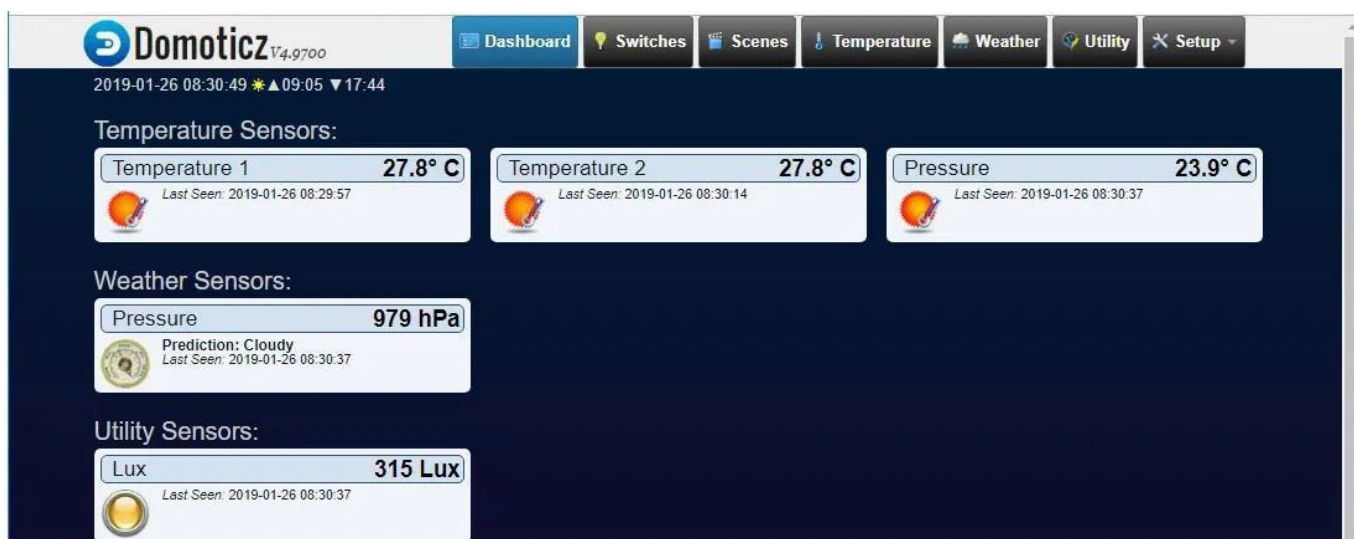 Domoticz V4.9700 Dashboard Switches Scenes Temperature Weather Utility Setup
2019-01-26 08:30:49 ☀▲09:05 ▼17:44
Temperature Sensors:
Temperature 1 27.8° C
Last Seen: 2019-01-26 08:29:57
Temperature 2 27.8° C
Last Seen: 2019-01-26 08:30:14
Pressure 23.9° C
Last Seen: 2019-01-26 08:30:37
Weather Sensors:
Pressure 979 hPa
Prediction: Cloudy
Last Seen: 2019-01-26 08:30:37
Utility Sensors:
Lux 315 Lux
Last Seen: 2019-01-26 08:30:37